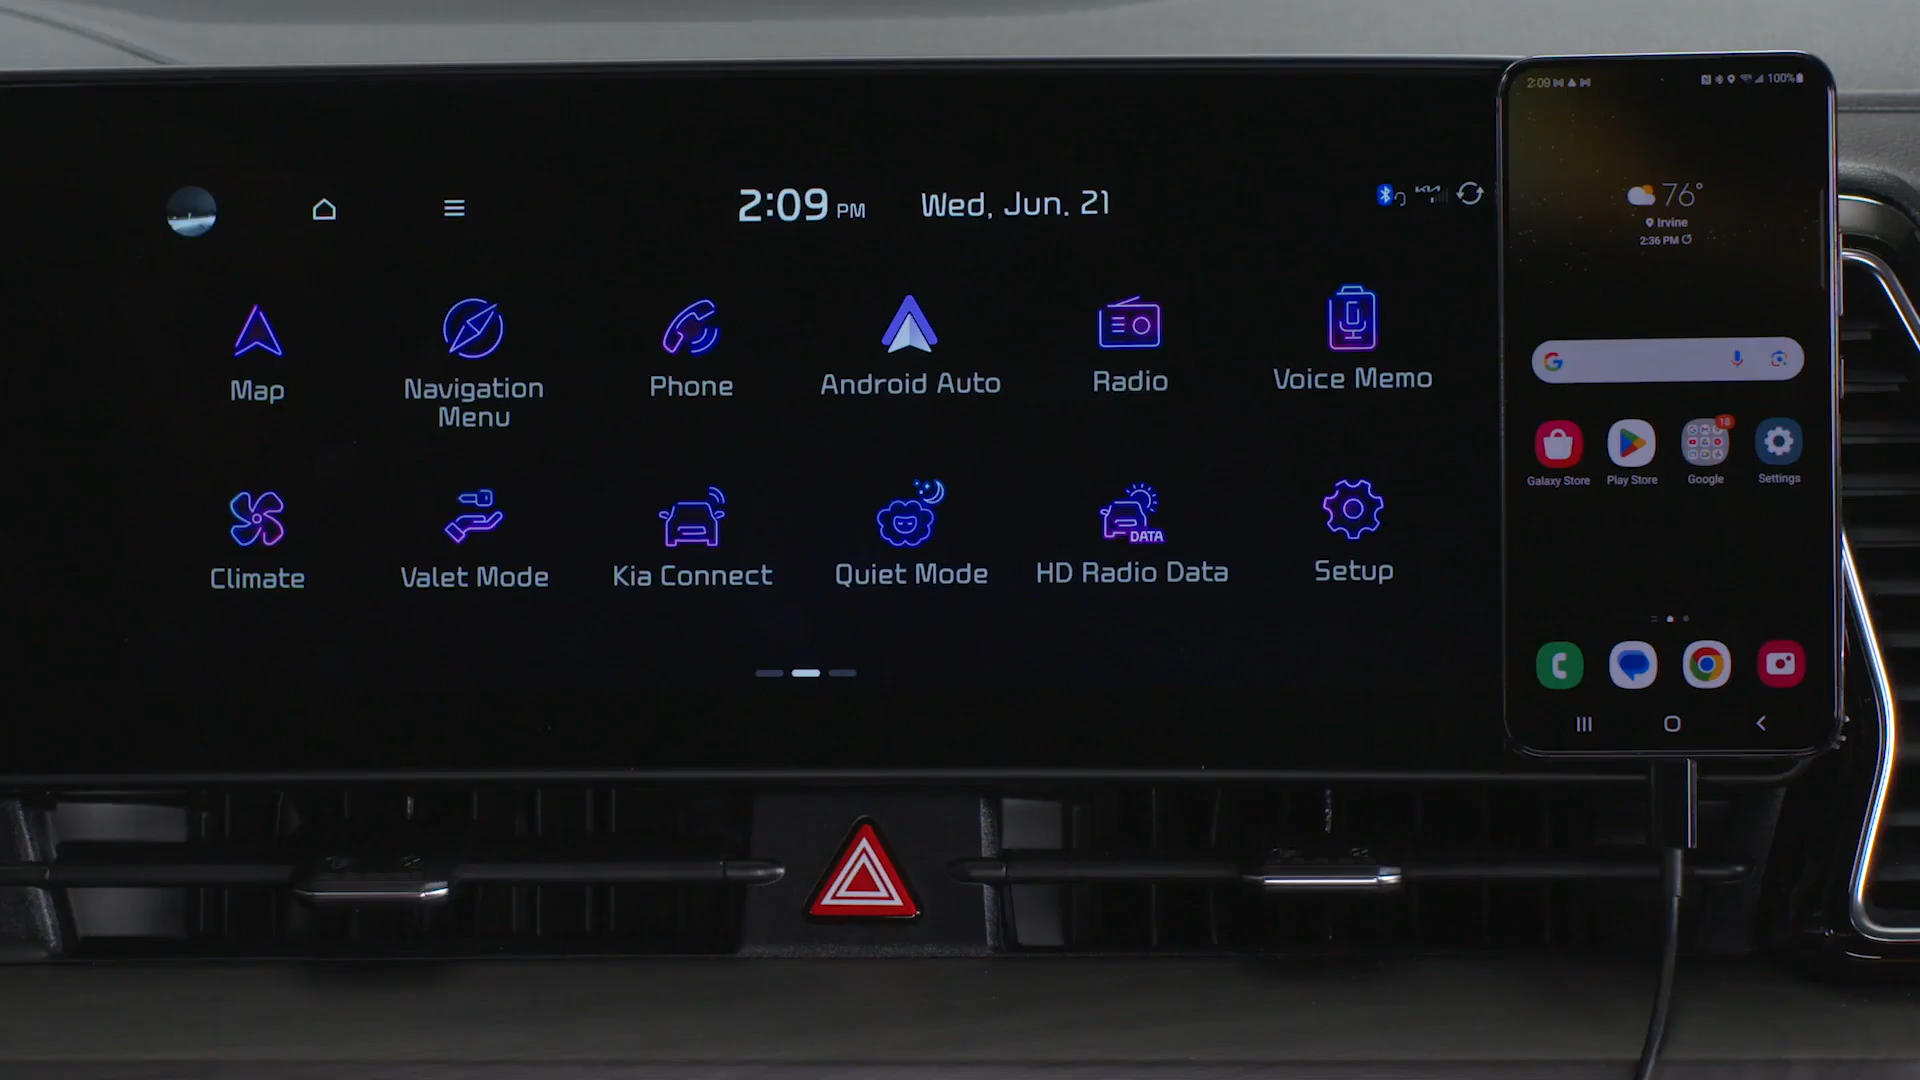 2:09 PM Wed, Jun. 21
Map
Navigation
Menu
Phone
Android Auto
Radio
Voice Memo
Climate
Valet Mode
Kia Connect
Quiet Mode
DATA
HD Radio Data
Setup
2:09
100%
76°
Irvine
2:36 PM
G
18
Galaxy Store
Play Store
Google
Settings